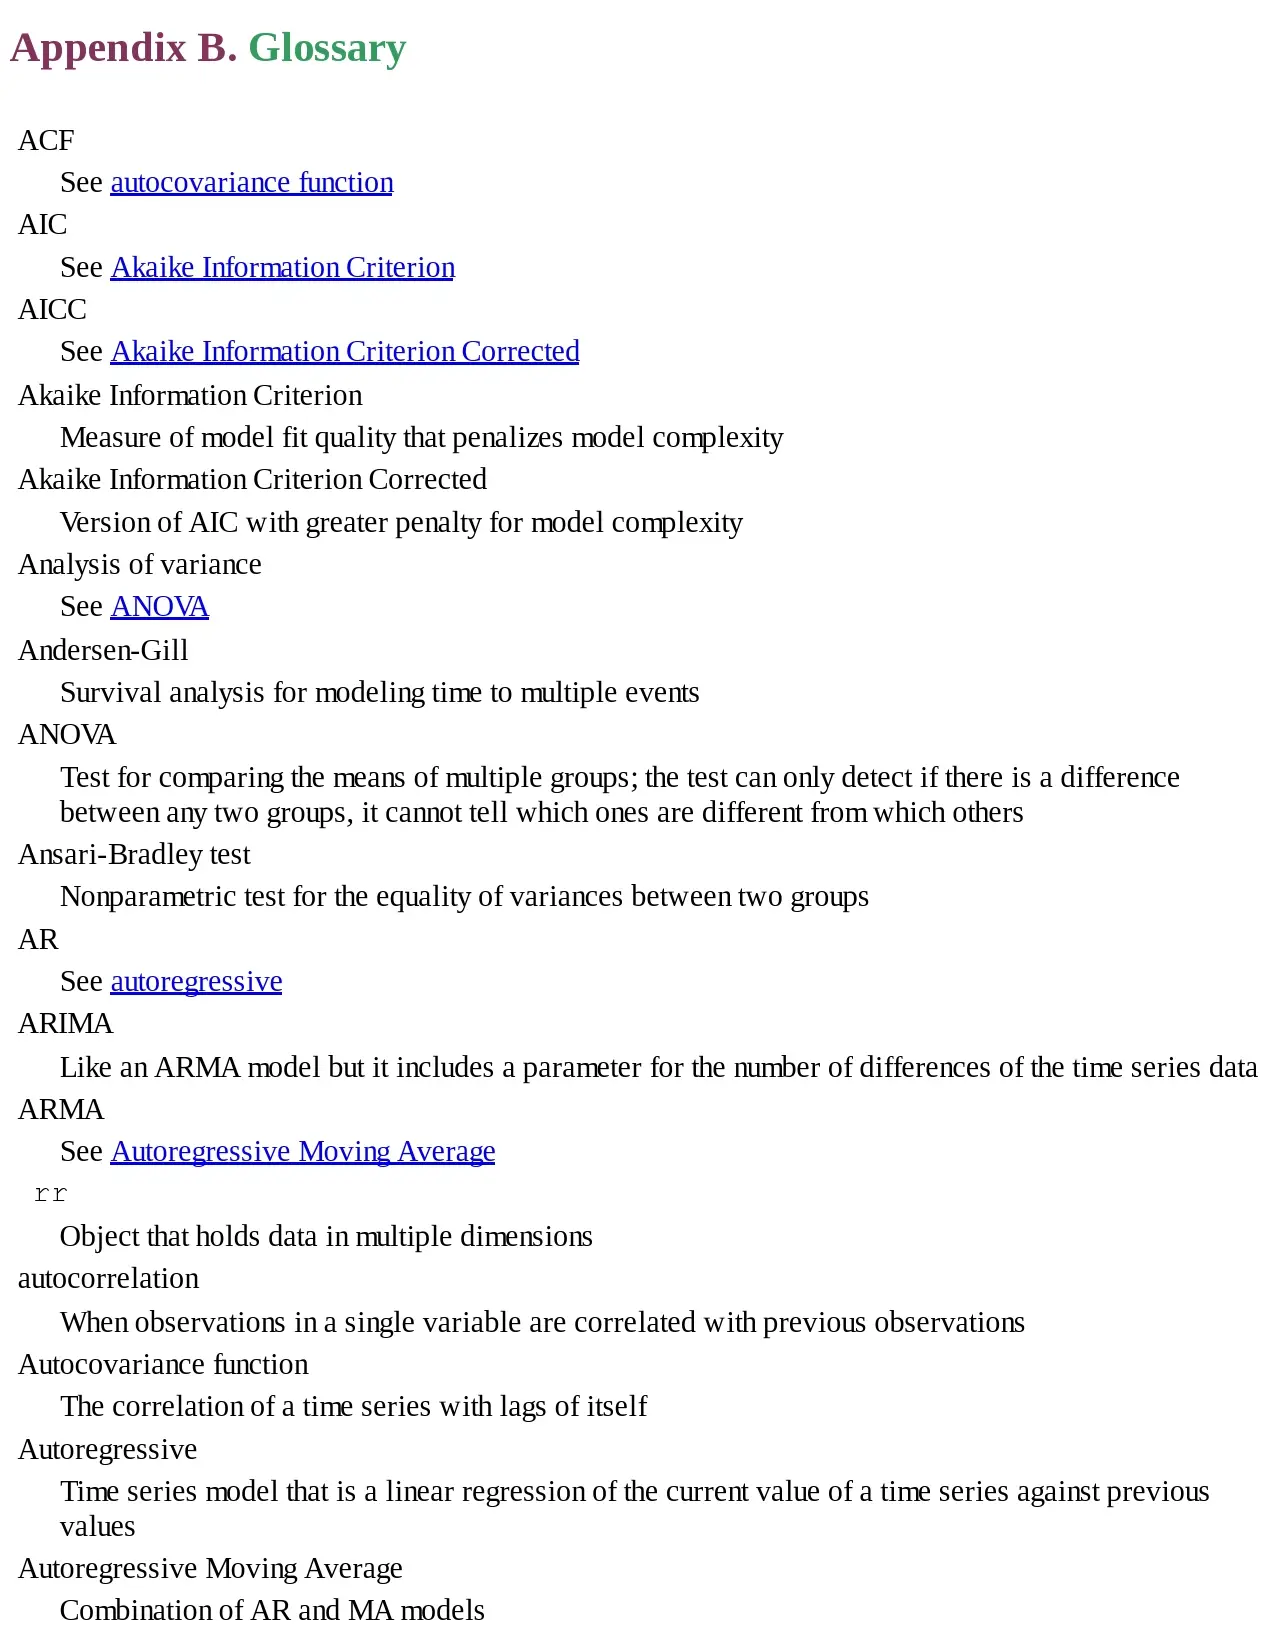 Appendix B. Glossary
ACF
See autocovariance function
AIC
See Akaike Information Criterion
AICC
See Akaike Information Criterion Corrected
Akaike Information Criterion
Measure of model fit quality that penalizes model complexity
Akaike Information Criterion Corrected
Version of AIC with greater penalty for model complexity
Analysis of variance
See ANOVA
Andersen-Gill
Survival analysis for modeling time to multiple events
ANOVA
Test for comparing the means of multiple groups; the test can only detect if there is a difference
between any two groups, it cannot tell which ones are different from which others
Ansari-Bradley test
Nonparametric test for the equality of variances between two groups
AR
See autoregressive
ARIMA
Like an ARMA model but it includes a parameter for the number of differences of the time series data
ARMA
See Autoregressive Moving Average
rr
Object that holds data in multiple dimensions
autocorrelation
When observations in a single variable are correlated with previous observations
Autocovariance function
The correlation of a time series with lags of itself
Autoregressive
Time series model that is a linear regression of the current value of a time series against previous
values
Autoregressive Moving Average
Combination of AR and MA models